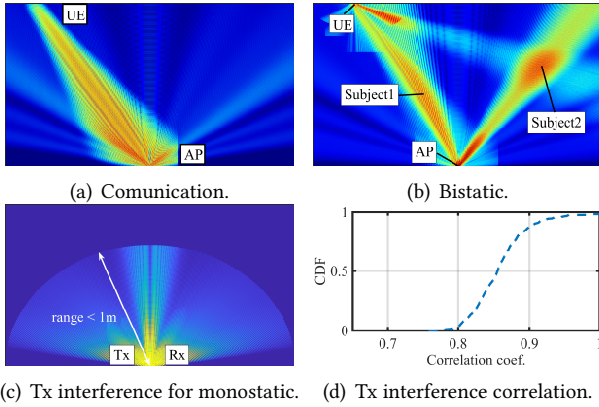 UE
AP
(a) Comunication.
UE
Subject1
AP
Subject2
(b) Bistatic.
range < 1m
Tx
Rx
(c) Tx interference for monostatic.
1
CDF
0.5
0
0.7 0.8 0.9 1
Correlation coef.
(d) Tx interference correlation.